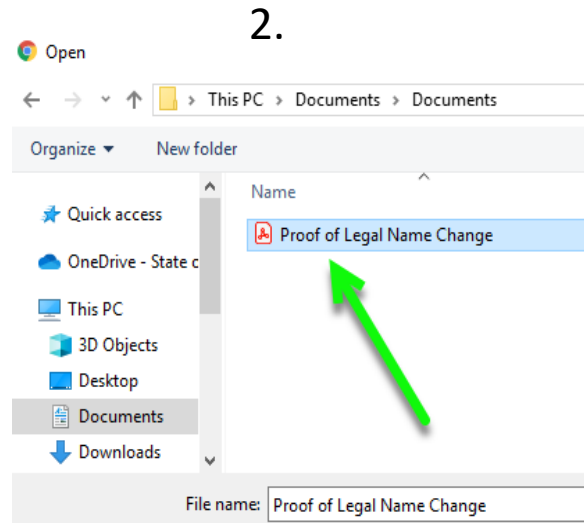 2.
Open
This PC > Documents > Documents
Organize New folder
Name
Quick access
Proof of Legal Name Change
OneDrive - State
This PC
3D Objects
Desktop
Documents
Downloads
File name: Proof of Legal Name Change